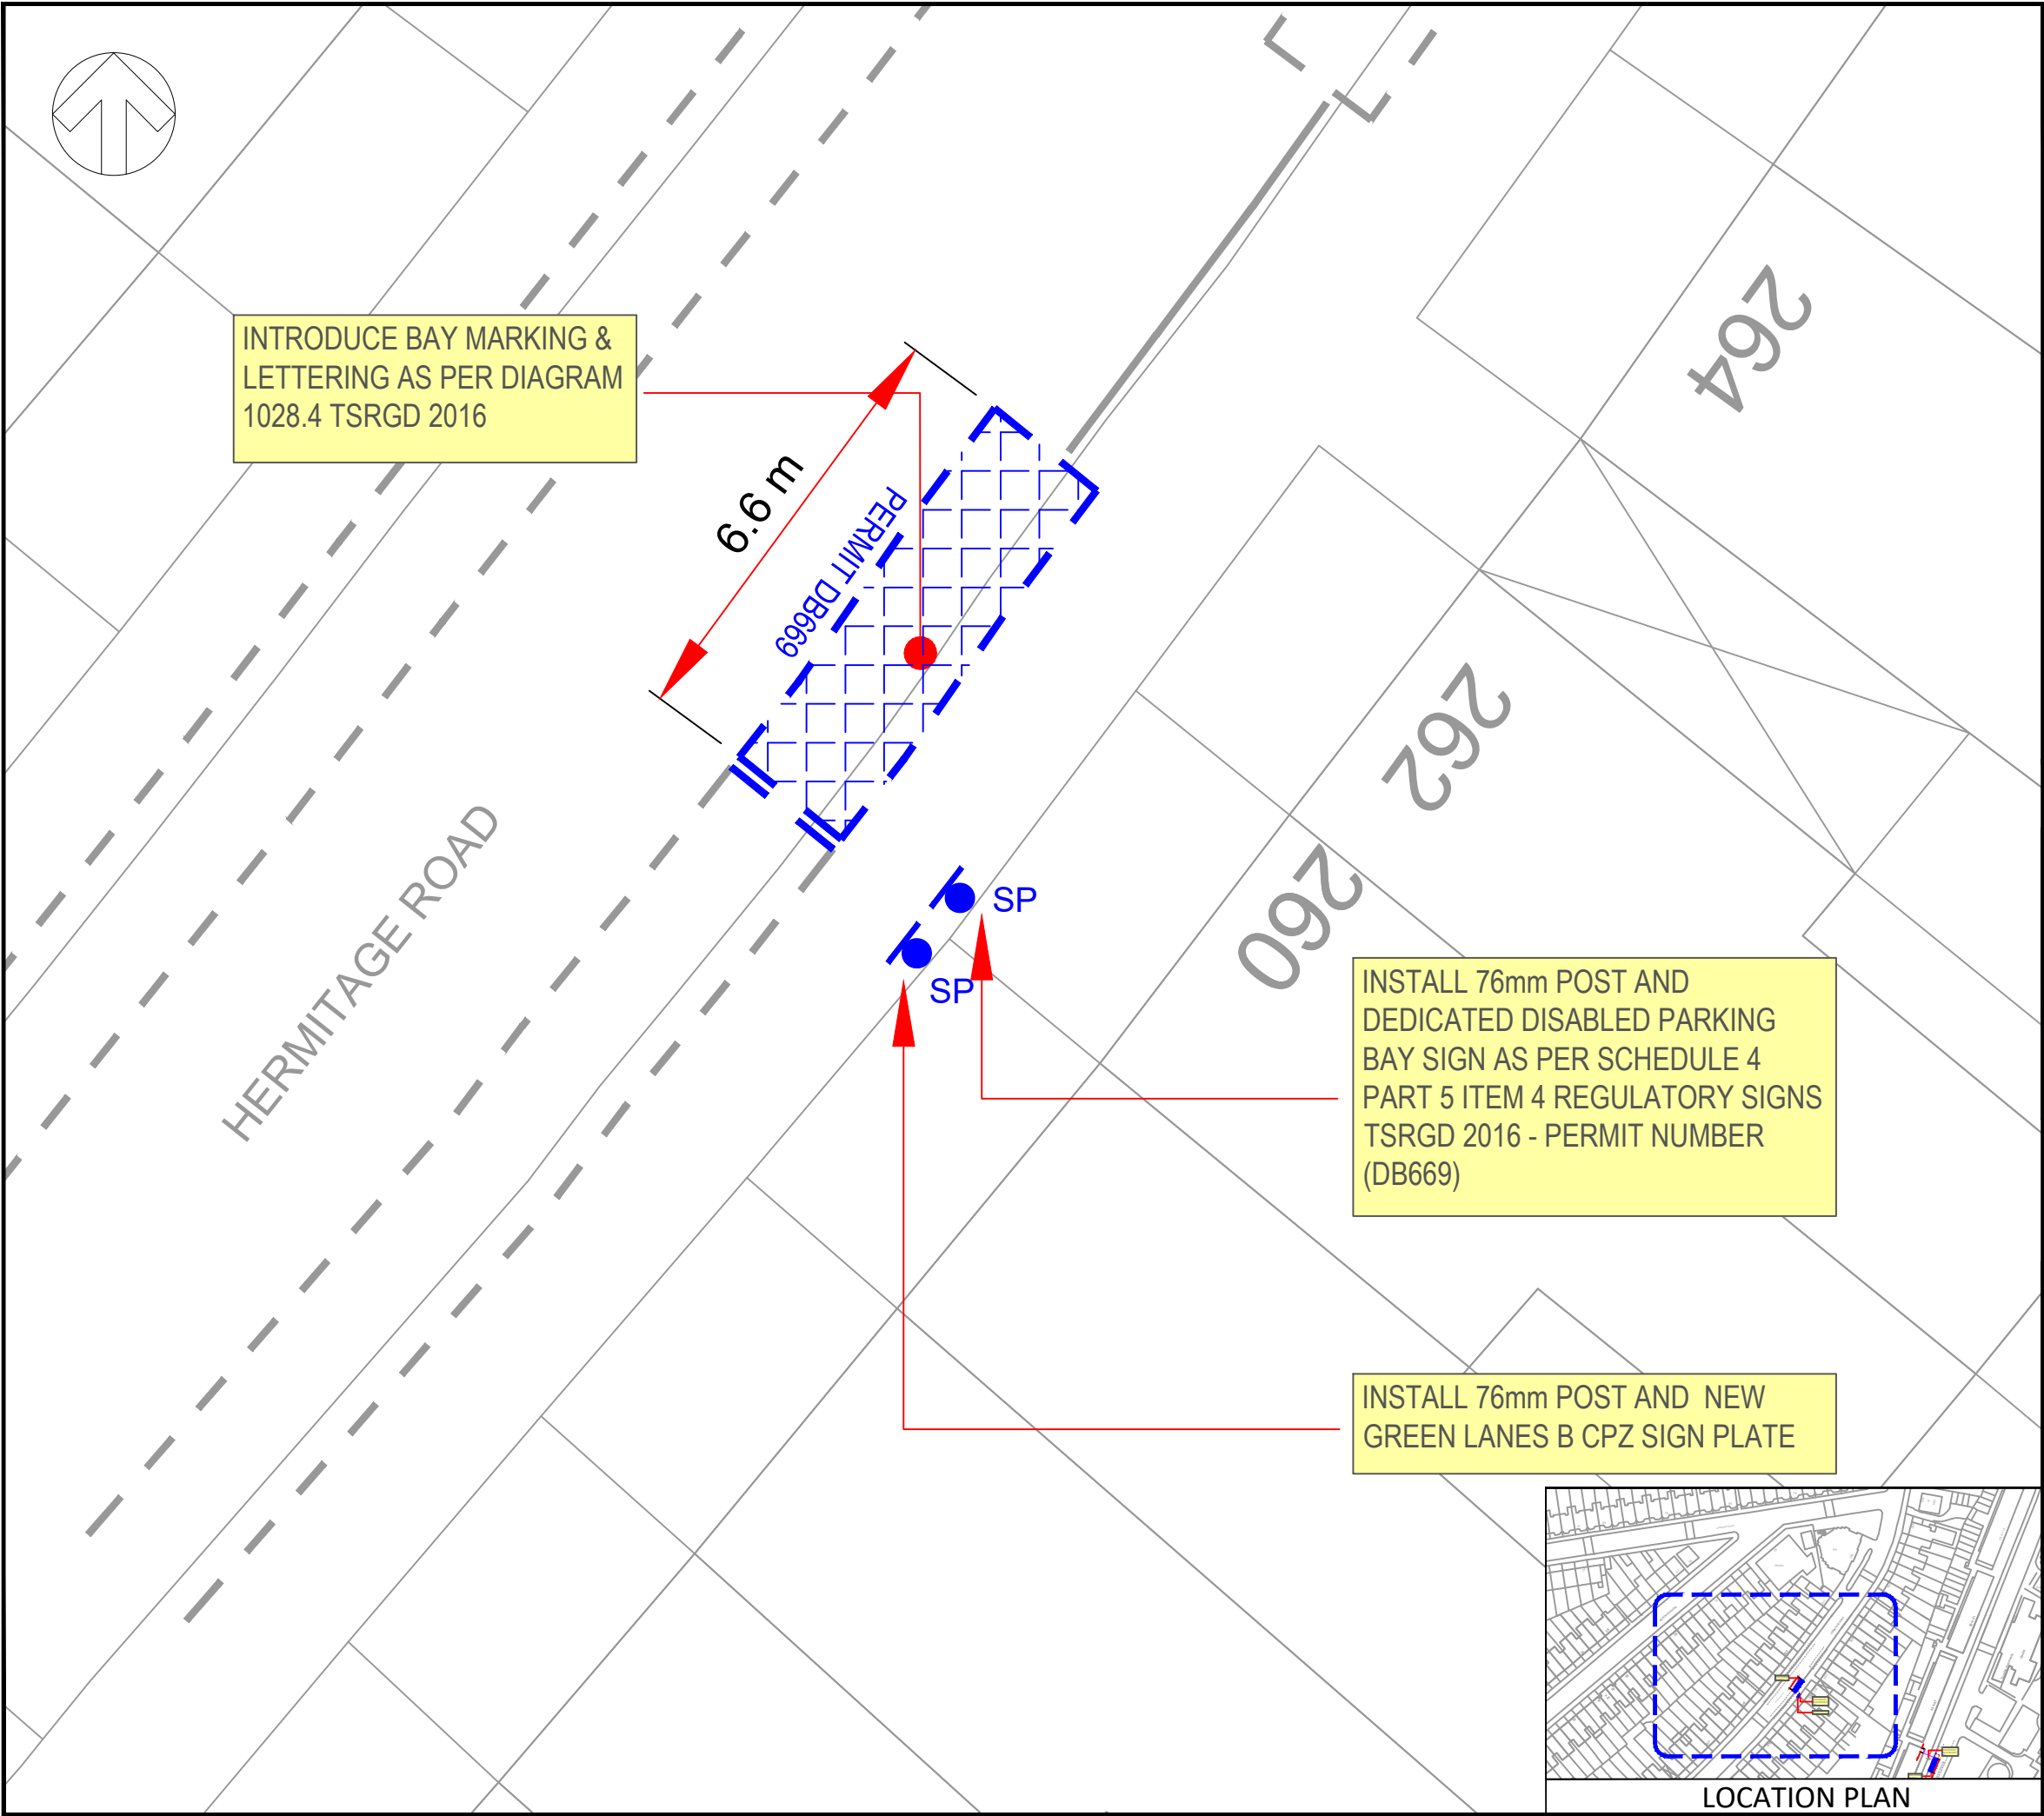 INTRODUCE BAY MARKING &
LETTERING AS PER DIAGRAM
1028.4 TSRGD 2016
6.6 m
PERMIT DB669
264
262
260
HERMITAGE ROAD
SP
SP
INSTALL 76mm POST AND
DEDICATED DISABLED PARKING
BAY SIGN AS PER SCHEDULE 4
PART 5 ITEM 4 REGULATORY SIGNS
TSRGD 2016 - PERMIT NUMBER
(DB669)
INSTALL 76mm POST AND NEW
GREEN LANES B CPZ SIGN PLATE
LOCATION PLAN